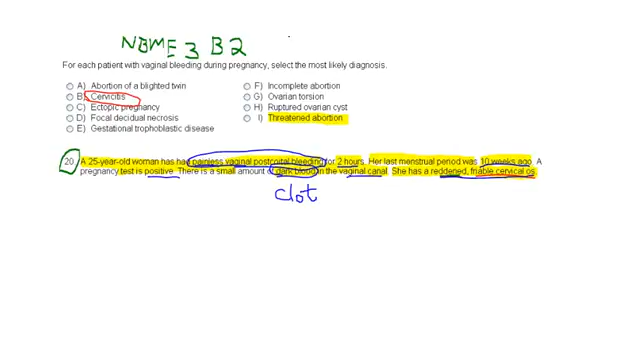 NBME 3 B 2
For each patient with vaginal bleeding during pregnancy, select the most likely diagnosis.
A) Abortion of a blighted twin
B) Cervicitis
C) Ectopic pregnancy
D) Focal decidual necrosis
E) Gestational trophoblastic disease
F) Incomplete abortion
G) Ovarian torsion
H) Ruptured ovarian cyst
I) Threatened abortion
20. A 25-year-old woman has had painless vaginal postcoital bleeding for 2 hours. Her last menstrual period was 10 weeks ago. A
pregnancy test is positive. There is a small amount of dark blood in the vaginal canal. She has a reddened, friable cervical os.
clot